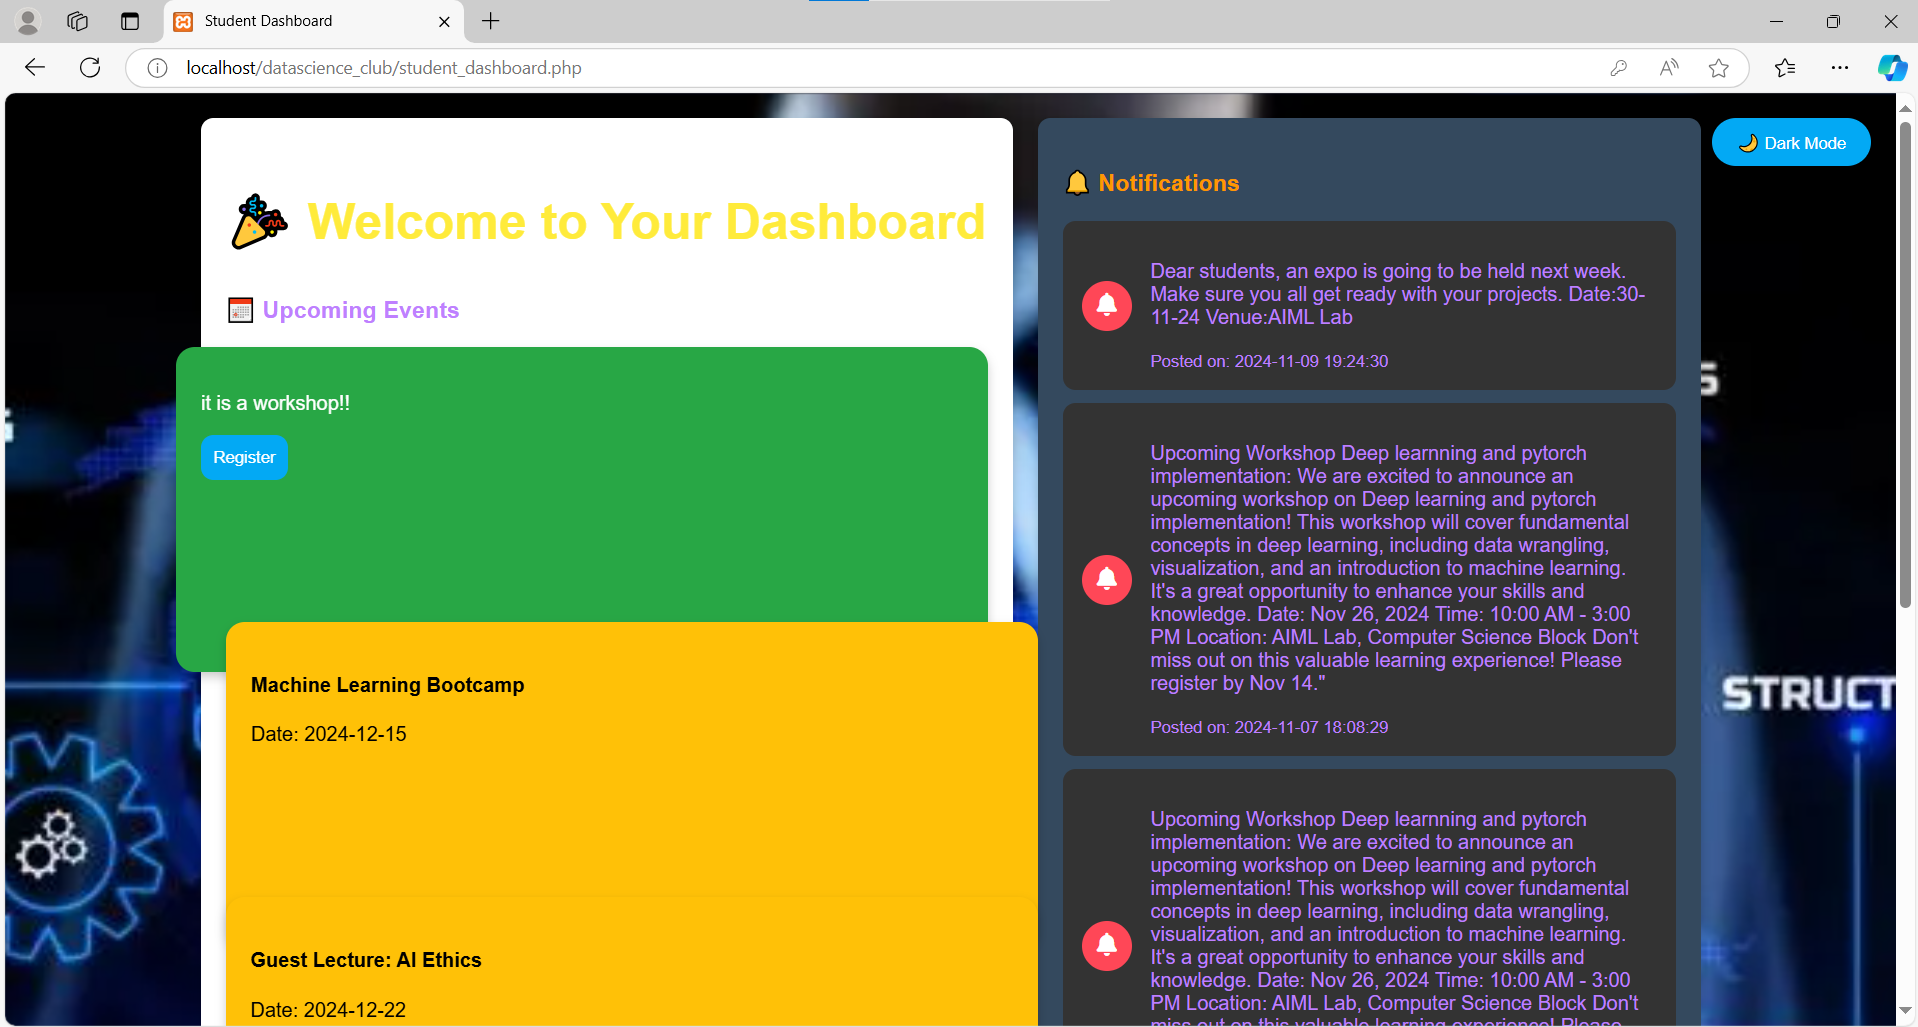 Student Dashboard
localhost/datascience_club/student_dashboard.php
🎉 Welcome to Your Dashboard
📅 Upcoming Events
it is a workshop!!
Register
Machine Learning Bootcamp
Date: 2024-12-15
Guest Lecture: AI Ethics
Date: 2024-12-22
🔔 Notifications
Dear students, an expo is going to be held next week.
Make sure you all get ready with your projects. Date:30-
11-24 Venue:AIML Lab
Posted on: 2024-11-09 19:24:30
Upcoming Workshop Deep learnning and pytorch
implementation: We are excited to announce an
upcoming workshop on Deep learning and pytorch
implementation! This workshop will cover fundamental
concepts in deep learning, including data wrangling,
visualization, and an introduction to machine learning.
It's a great opportunity to enhance your skills and
knowledge. Date: Nov 26, 2024 Time: 10:00 AM - 3:00
PM Location: AIML Lab, Computer Science Block Don't
miss out on this valuable learning experience! Please
register by Nov 14."
Posted on: 2024-11-07 18:08:29
Upcoming Workshop Deep learnning and pytorch
implementation: We are excited to announce an
upcoming workshop on Deep learning and pytorch
implementation! This workshop will cover fundamental
concepts in deep learning, including data wrangling,
visualization, and an introduction to machine learning.
It's a great opportunity to enhance your skills and
knowledge. Date: Nov 26, 2024 Time: 10:00 AM - 3:00
PM Location: AIML Lab, Computer Science Block Don't
miss out on this valuable learning experience! Please
🌙 Dark Mode
STRUCT